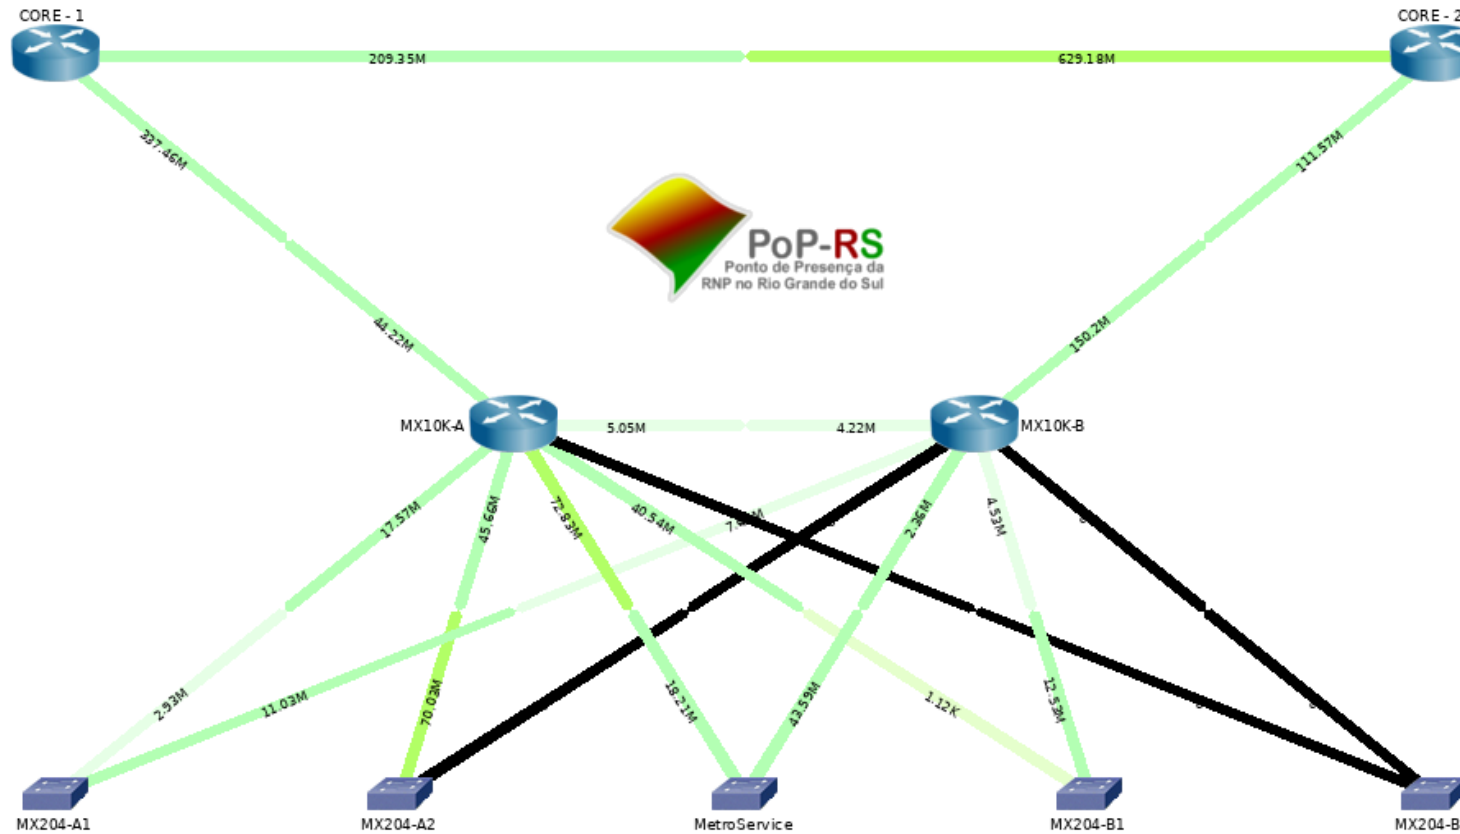 CORE - 1
CORE - 2
209.35M
629.18M
337.46M
111.57M
PoP-RS
Ponto de Presença da
RNP no Rio Grande do Sul
44.22M
150.2M
MX10K-A
5.05M
4.22M
MX10K-B
17.57M
45.66M
72.83M
40.54M
2.36M
4.53M
2.93M
11.03M
70.03M
18.21M
43.59M
1.12K
12.53M
MX204-A1
MX204-A2
MetroService
MX204-B1
MX204-B